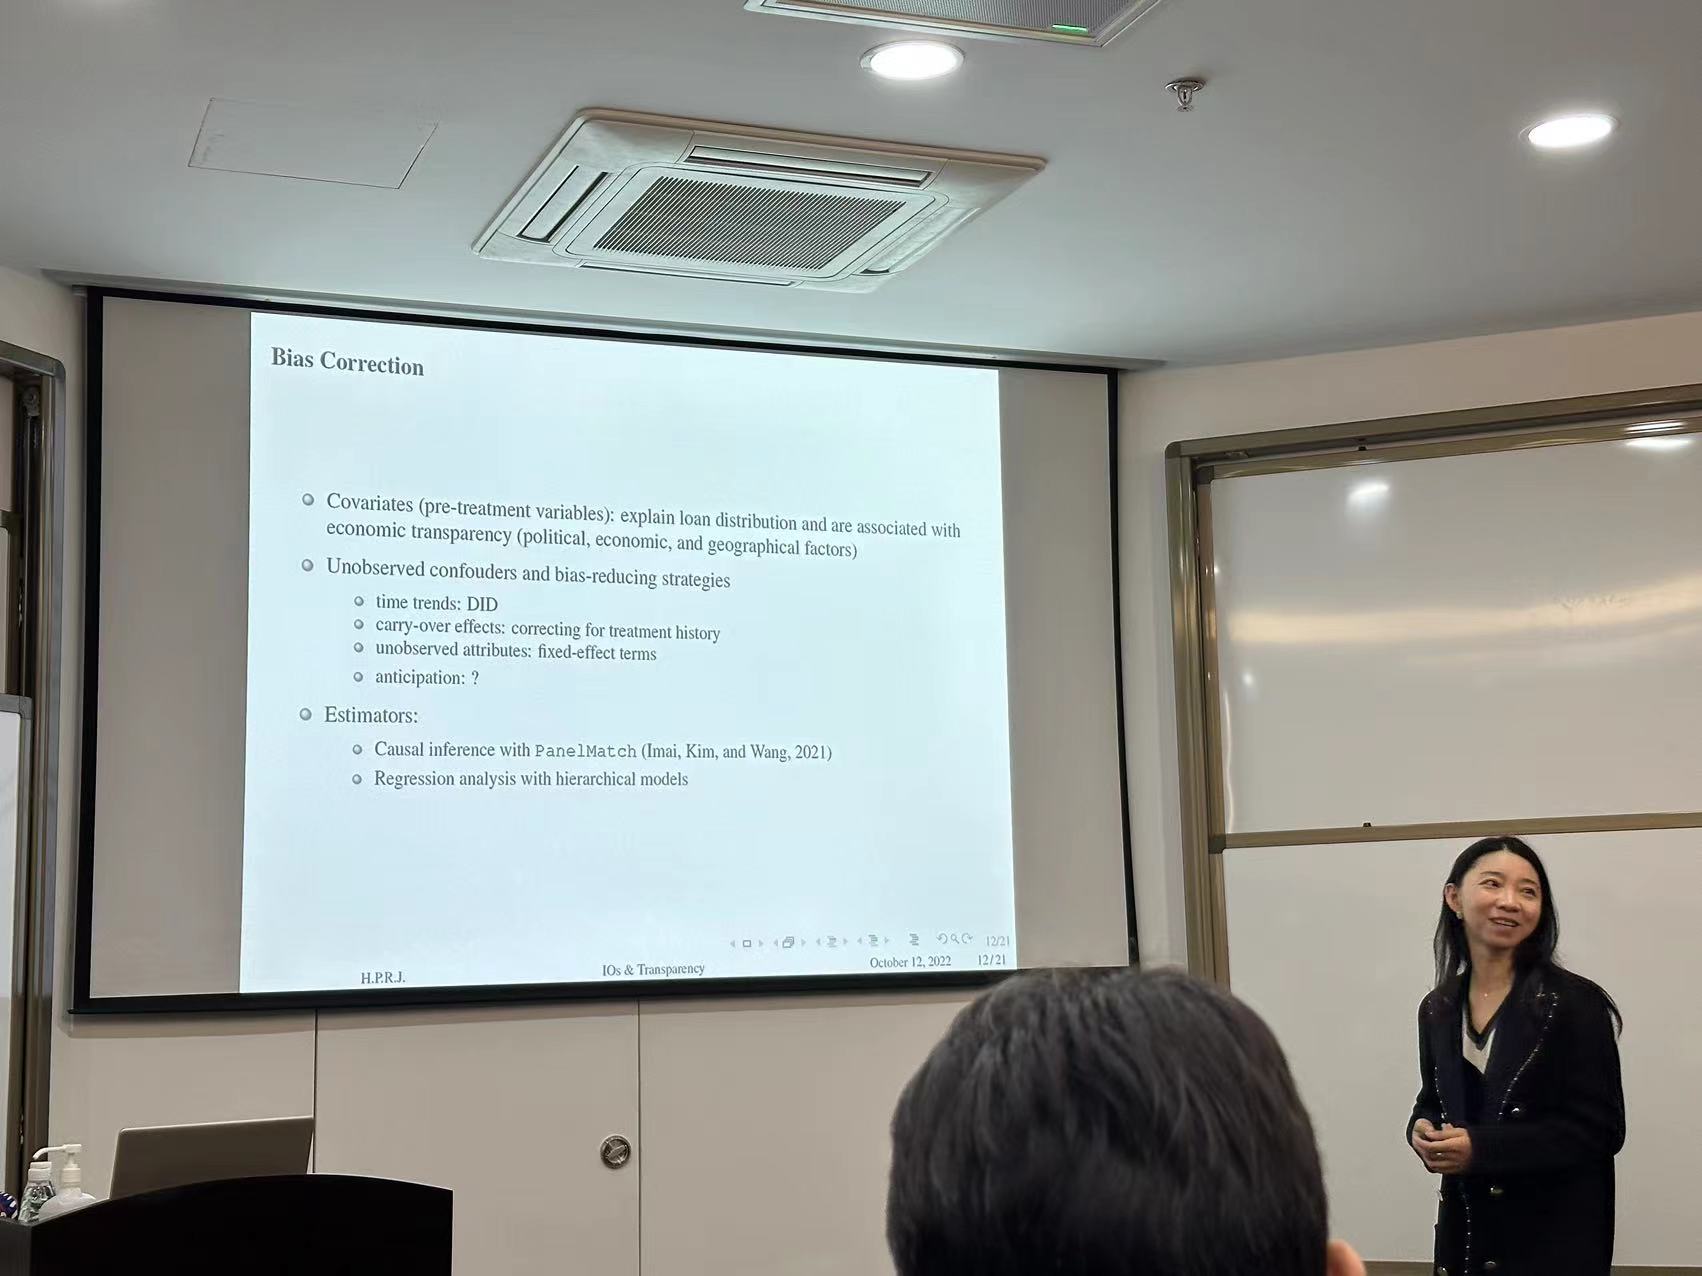 Bias Correction
Covariates (pre-treatment variables): explain loan distribution and are associated with
economic transparency (political, economic, and geographical factors)
Unobserved confouders and bias-reducing strategies
time trends: DID
carry-over effects: correcting for treatment history
unobserved attributes: fixed-effect terms
anticipation: ?
Estimators:
Causal inference with PanelMatch (Imai, Kim, and Wang, 2021)
Regression analysis with hierarchical models
12/21
H.P.R.J. IOs & Transparency October 12, 2022 12/21